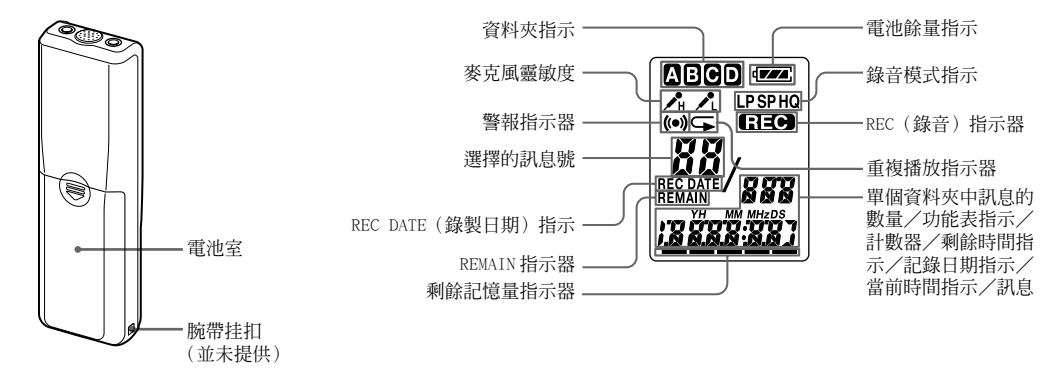 電池室
腕帶挂扣
（並未提供）
資料夾指示
麥克風靈敏度
警報指示器
選擇的訊息號
REC DATE（錄製日期）指示
REMAIN 指示器
剩餘記憶量指示器
ABCD
H L
LP SP HQ
REC
88
REC DATE
REMAIN
888
YH MM MHz DS
電池餘量指示
錄音模式指示
REC（錄音）指示器
重複播放指示器
單個資料夾中訊息的
數量／功能表指示／
計數器／剩餘時間指
示／記錄日期指示／
當前時間指示／訊息